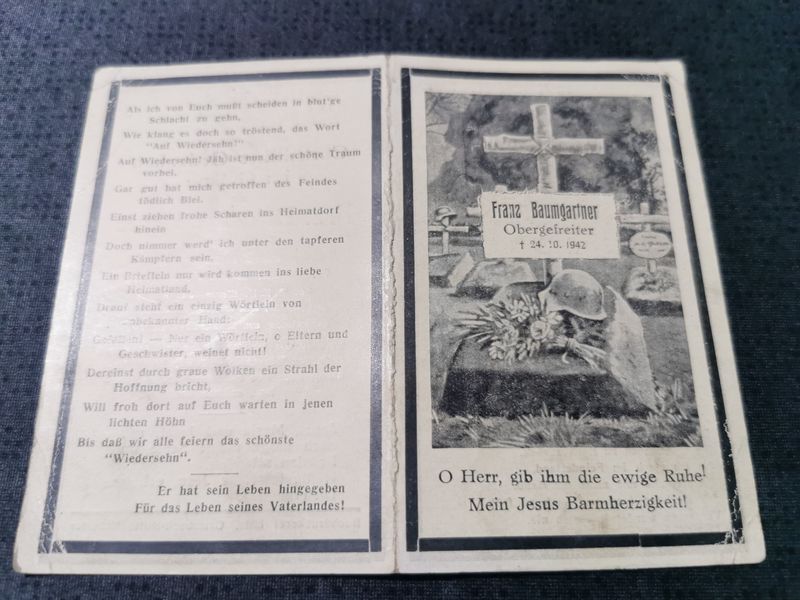 Als ich von Euch mußt scheiden in blut'ge
Schlacht zu gehn,
Wie klang es doch so tröstend, das Wort
"Auf Wiedersehn!"
Auf Wiedersehn! Jäh ist nun der schöne Traum
vorbei.
Gar gut hat mich getroffen des Feindes
tödlich Blei.
Einst ziehen frohe Scharen ins Heimatdorf
hinein
Doch nimmer werd' ich unter den tapferen
Kämpfern sein.
Ein Brieflein nur wird kommen ins liebe
Heimatland,
Drauf steht ein einzig Wörtlein von
unbekannter Hand:
Gefallen! — Nur ein Wörtlein, o Eltern und
Geschwister, weinet nicht!
Dereinst durch graue Wolken ein Strahl der
Hoffnung bricht,
Will froh dort auf Euch warten in jenen
lichten Höhn
Bis daß wir alle feiern das schönste
"Wiedersehn".
Er hat sein Leben hingegeben
Für das Leben seines Vaterlandes!
Franz Baumgartner
Obergefreiter
† 24. 10. 1942
O Herr, gib ihm die ewige Ruhe!
Mein Jesus Barmherzigkeit!